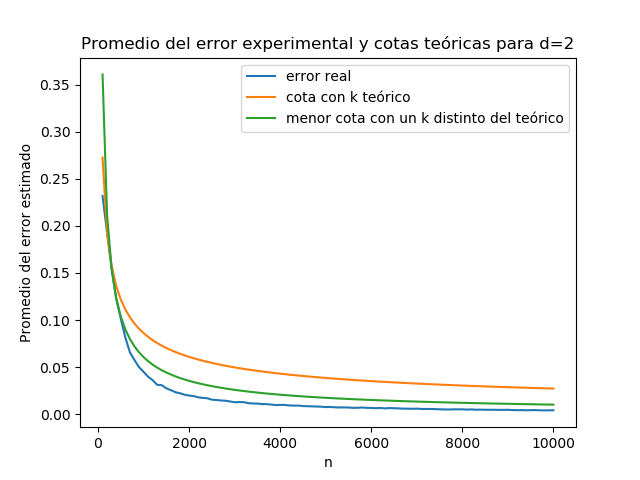 Promedio del error experimental y cotas teóricas para d=2
error real
cota con k teórico
menor cota con un k distinto del teórico
Promedio del error estimado
0.35
0.30
0.25
0.20
0.15
0.10
0.05
0.00
0
2000
4000
6000
8000
10000
n